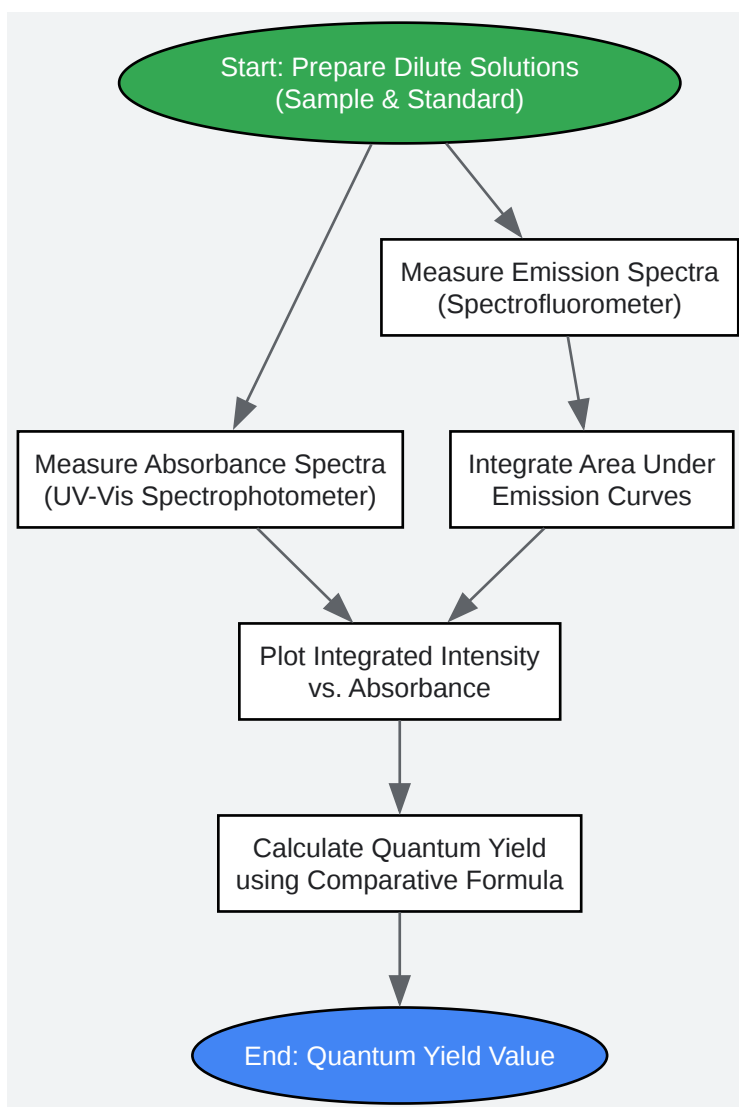 Start: Prepare Dilute Solutions
(Sample & Standard)
Measure Emission Spectra
(Spectrofluorometer)
Measure Absorbance Spectra
(UV-Vis Spectrophotometer)
Integrate Area Under
Emission Curves
Plot Integrated Intensity
vs. Absorbance
Calculate Quantum Yield
using Comparative Formula
End: Quantum Yield Value